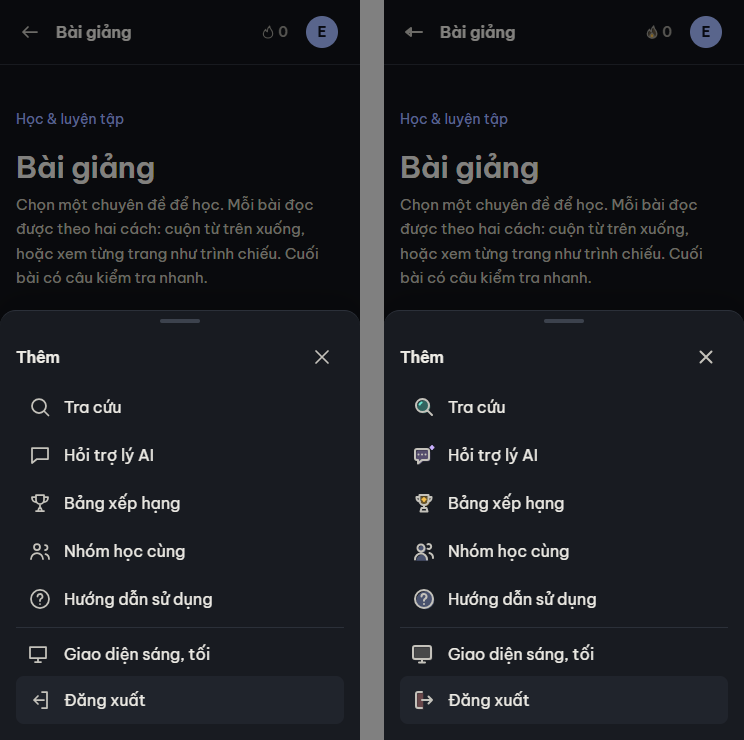 Bài giảng
0
E
Học & luyện tập
Bài giảng
Chọn một chuyên đề để học. Mỗi bài đọc
được theo hai cách: cuộn từ trên xuống,
hoặc xem từng trang như trình chiếu. Cuối
bài có câu kiểm tra nhanh.
Thêm
Tra cứu
Hỏi trợ lý AI
Bảng xếp hạng
Nhóm học cùng
Hướng dẫn sử dụng
Giao diện sáng, tối
Đăng xuất
Bài giảng
0
E
Học & luyện tập
Bài giảng
Chọn một chuyên đề để học. Mỗi bài đọc
được theo hai cách: cuộn từ trên xuống,
hoặc xem từng trang như trình chiếu. Cuối
bài có câu kiểm tra nhanh.
Thêm
Tra cứu
Hỏi trợ lý AI
Bảng xếp hạng
Nhóm học cùng
Hướng dẫn sử dụng
Giao diện sáng, tối
Đăng xuất